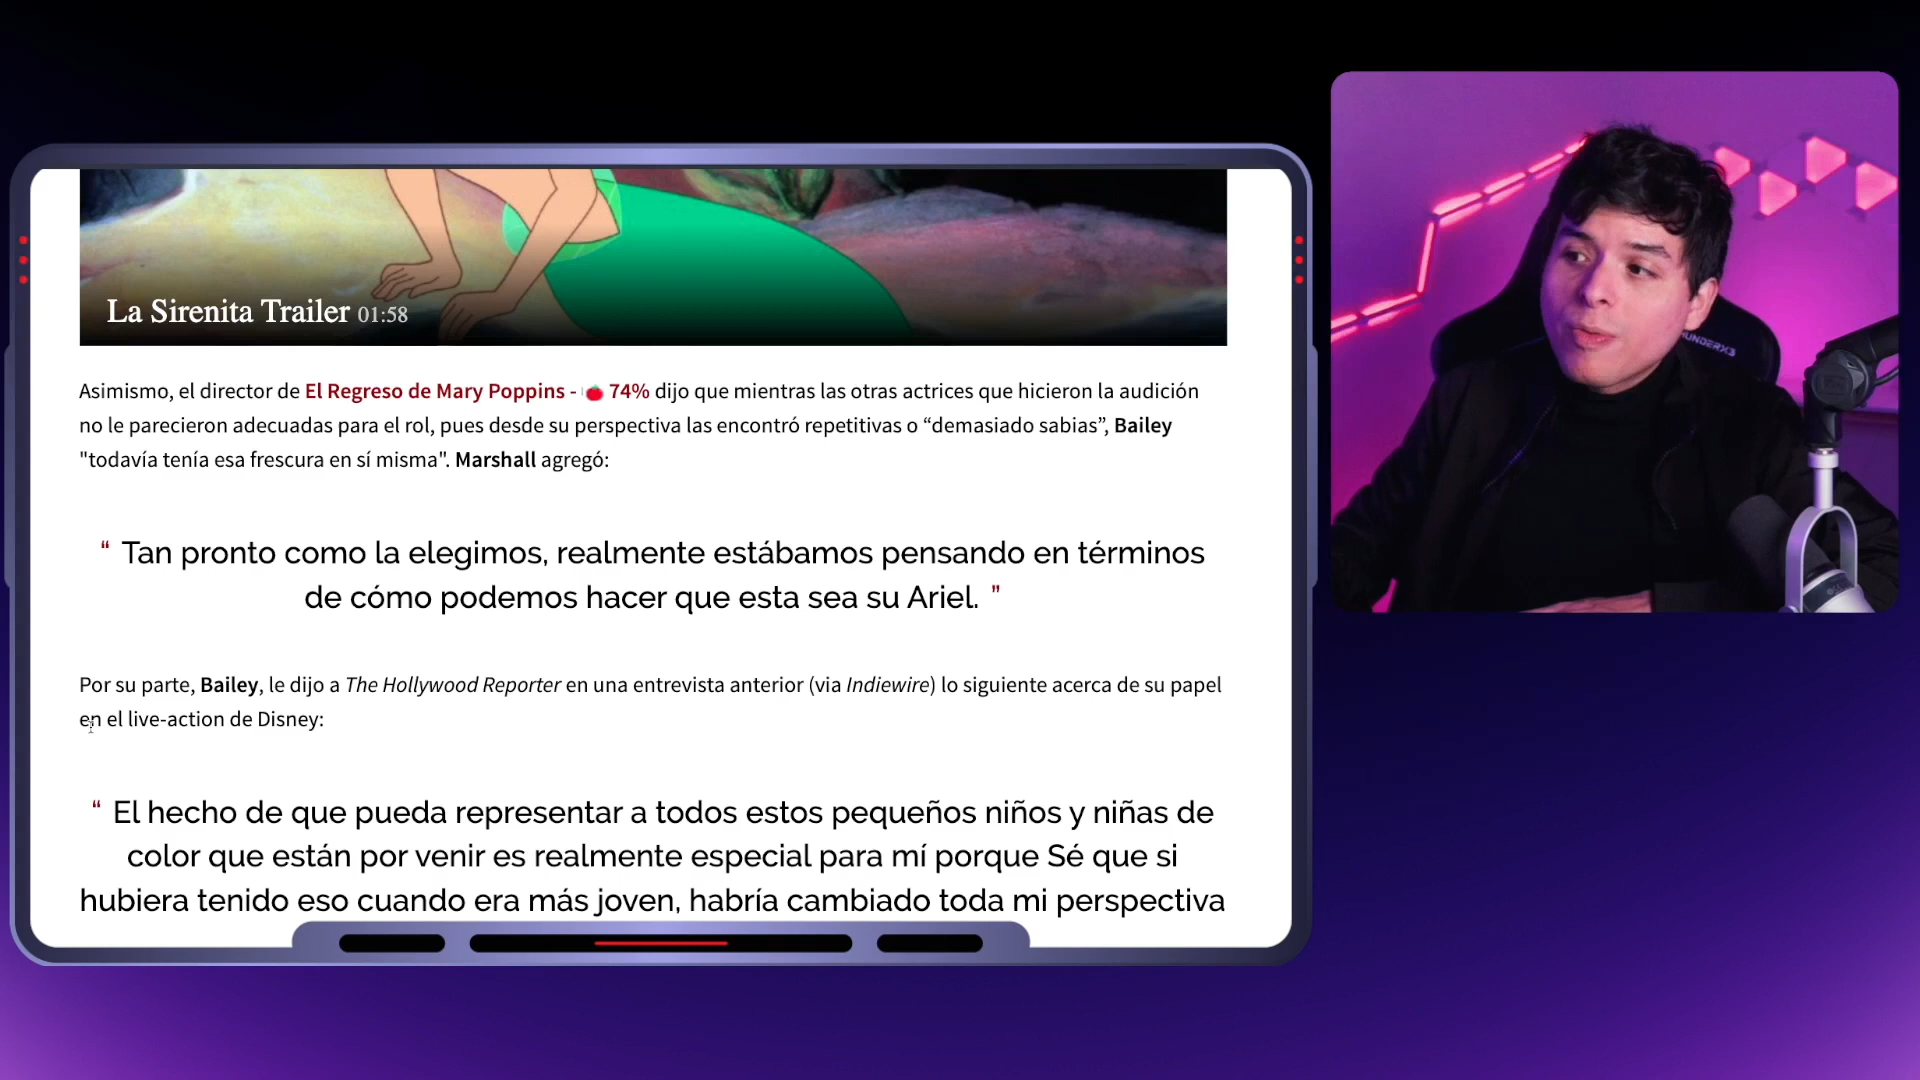 La Sirenita Trailer 01:58
Asimismo, el director de El Regreso de Mary Poppins - 74% dijo que mientras las otras actrices que hicieron la audición
no le parecieron adecuadas para el rol, pues desde su perspectiva las encontró repetitivas o “demasiado sabias”, Bailey
"todavía tenía esa frescura en sí misma". Marshall agregó:
“ Tan pronto como la elegimos, realmente estábamos pensando en términos
de cómo podemos hacer que esta sea su Ariel. ”
Por su parte, Bailey, le dijo a The Hollywood Reporter en una entrevista anterior (via Indiewire) lo siguiente acerca de su papel
en el live-action de Disney:
“ El hecho de que pueda representar a todos estos pequeños niños y niñas de
color que están por venir es realmente especial para mí porque Sé que si
hubiera tenido eso cuando era más joven, habría cambiado toda mi perspectiva